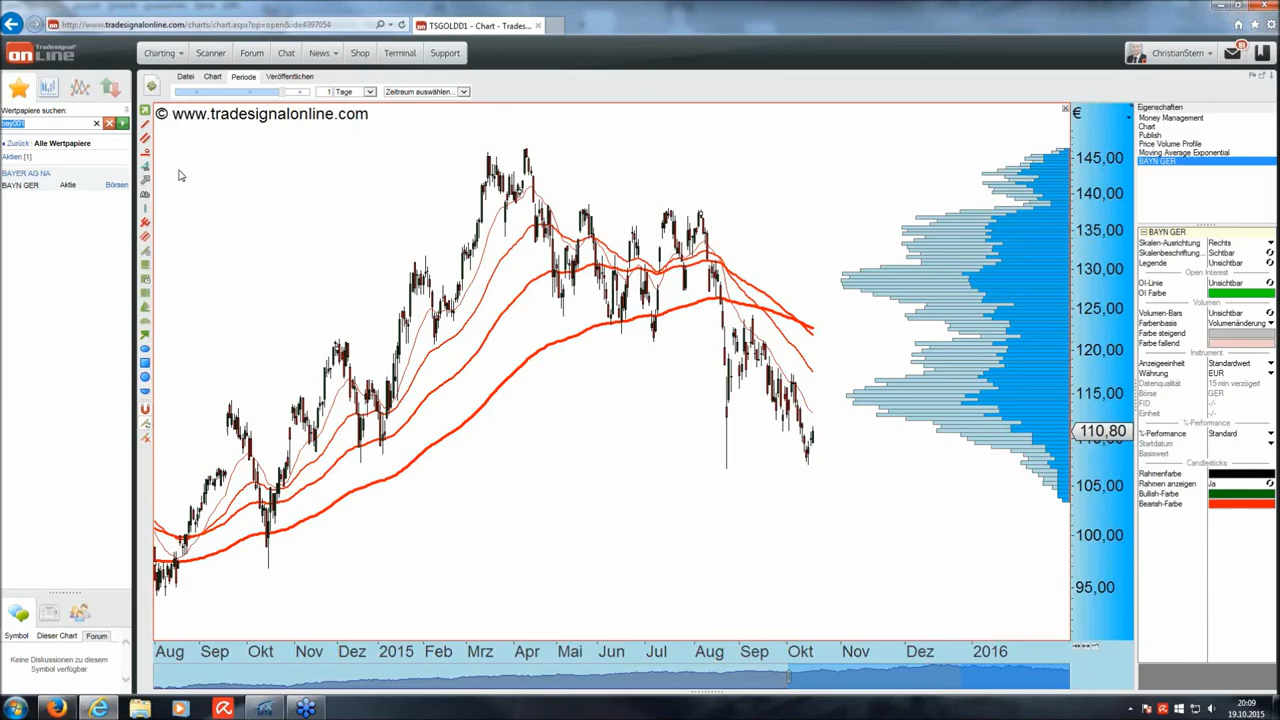 http://www.tradesignalonline.com/charts/chart.aspx?op=open&id=4997054
TSGOLDD1 - Chart - Trades...
Tradesignal®
on LINE
Charting
Scanner
Forum
Chat
News
Shop
Terminal
Support
ChristianStern
Datei
Chart
Periode
Veröffentlichen
1 Tage
Zeitraum auswählen...
Wertpapiere suchen:
bay001
Zurück
Alle Wertpapiere
Aktien [1]
BAYER AG NA
BAYN GER
Aktie
Börsen
© www.tradesignalonline.com
€
145,00
140,00
135,00
130,00
125,00
120,00
115,00
110,80
105,00
100,00
95,00
Aug
Sep
Okt
Nov
Dez
2015
Feb
Mrz
Apr
Mai
Jun
Jul
Aug
Sep
Okt
Nov
Dez
2016
Eigenschaften
Money Management
Chart
Publish
Price Volume Profile
Moving Average Exponential
BAYN GER
BAYN GER
Skalen-Ausrichtung Rechts
Skalenbeschriftung... Sichtbar
Legende Unsichtbar
Open Interest
OI-Linie Unsichtbar
OI Farbe
Volumen
Volumen-Bars Unsichtbar
Farbenbasis Volumenänderung
Farbe steigend
Farbe fallend
Instrument
Anzeigeeinheit Standardwert
Währung EUR
Datenqualität 15 min verzögert
Börse GER
FID -/-
Einheit -/-
%-Performance
%-Performance Standard
Startdatum
Basiswert
Candlesticks
Rahmenfarbe
Rahmen anzeigen Ja
Bullish-Farbe
Bearish-Farbe
Symbol
Dieser Chart
Forum
Keine Diskussionen zu diesem
Symbol verfügbar
20:09
19.10.2015